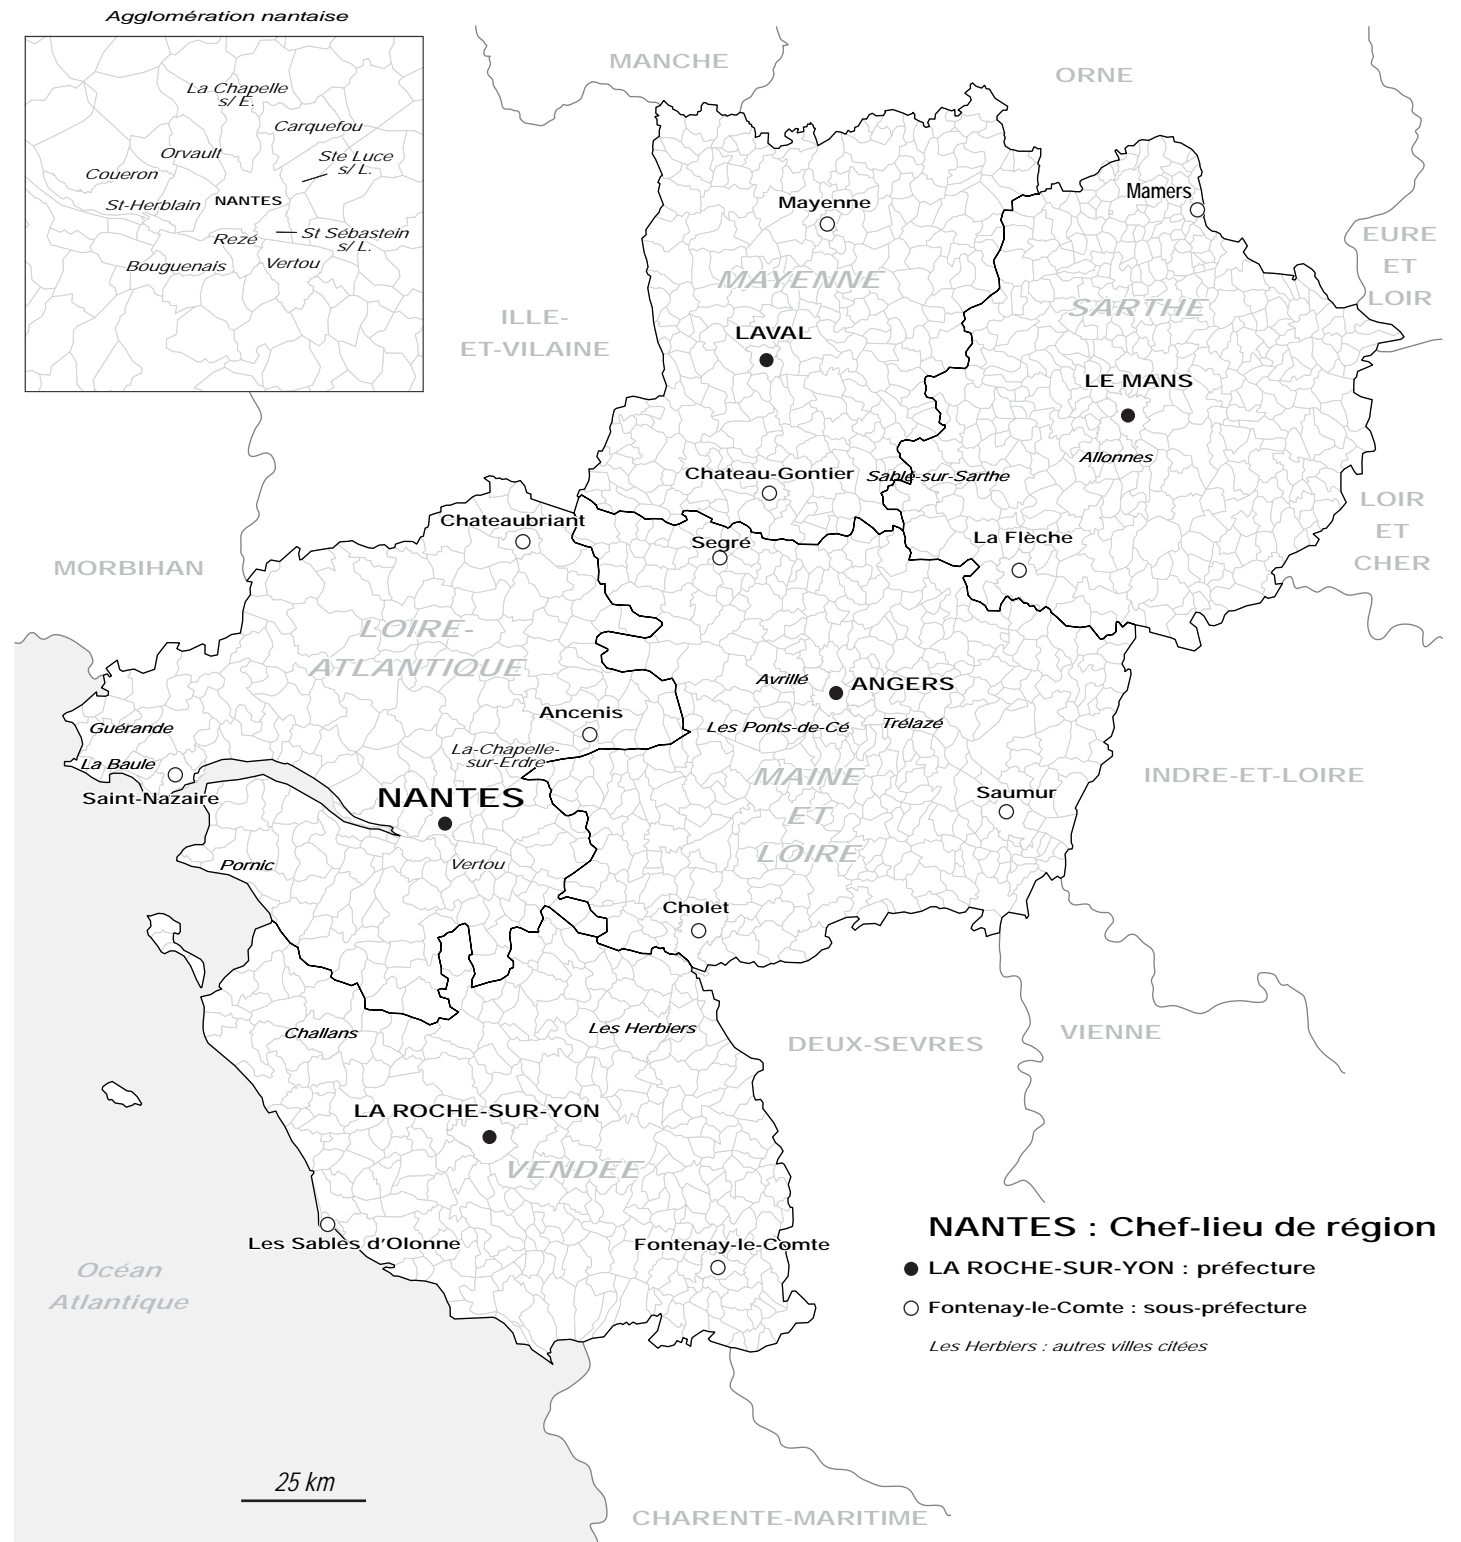 Agglomération nantaise
La Chapelle
s/ E.
Carquefou
Orvault
Ste Luce
s/ L.
Coueron
St-Herblain
NANTES
Rezé
St Sébastein
s/ L.
Bouguenais
Vertou
MANCHE
ORNE
EURE
ET
LOIR
ILLE-
ET-VILAINE
MORBIHAN
LOIR
ET
CHER
INDRE-ET-LOIRE
VIENNE
DEUX-SEVRES
CHARENTE-MARITIME
Mayenne
MAYENNE
LAVAL
Chateau-Gontier
Mamers
SARTHE
LE MANS
Allonnes
Sablé-sur-Sarthe
La Flèche
Chateaubriant
LOIRE-
ATLANTIQUE
Ancenis
Guérande
La-Chapelle-
sur-Erdre
La Baule
Saint-Nazaire
NANTES
Pornic
Vertou
Segré
Avrillé
ANGERS
Les Ponts-de-Cé
Trélazé
MAINE
ET
LOIRE
Saumur
Cholet
Challans
Les Herbiers
LA ROCHE-SUR-YON
VENDEE
Les Sables d'Olonne
Fontenay-le-Comte
Océan
Atlantique
NANTES : Chef-lieu de région
LA ROCHE-SUR-YON : préfecture
Fontenay-le-Comte : sous-préfecture
Les Herbiers : autres villes citées
25 km